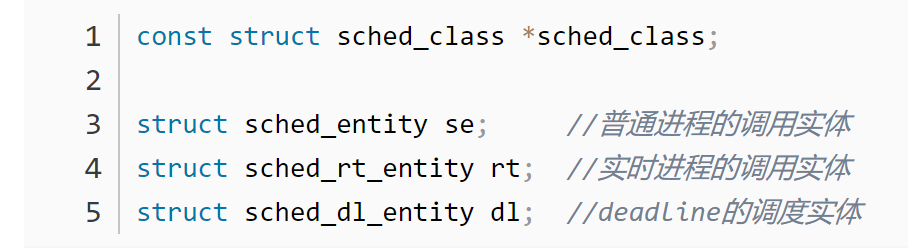 1 const struct sched_class *sched_class;
2
3 struct sched_entity se; //普通进程的调用实体
4 struct sched_rt_entity rt; //实时进程的调用实体
5 struct sched_dl_entity dl; //deadline的调度实体